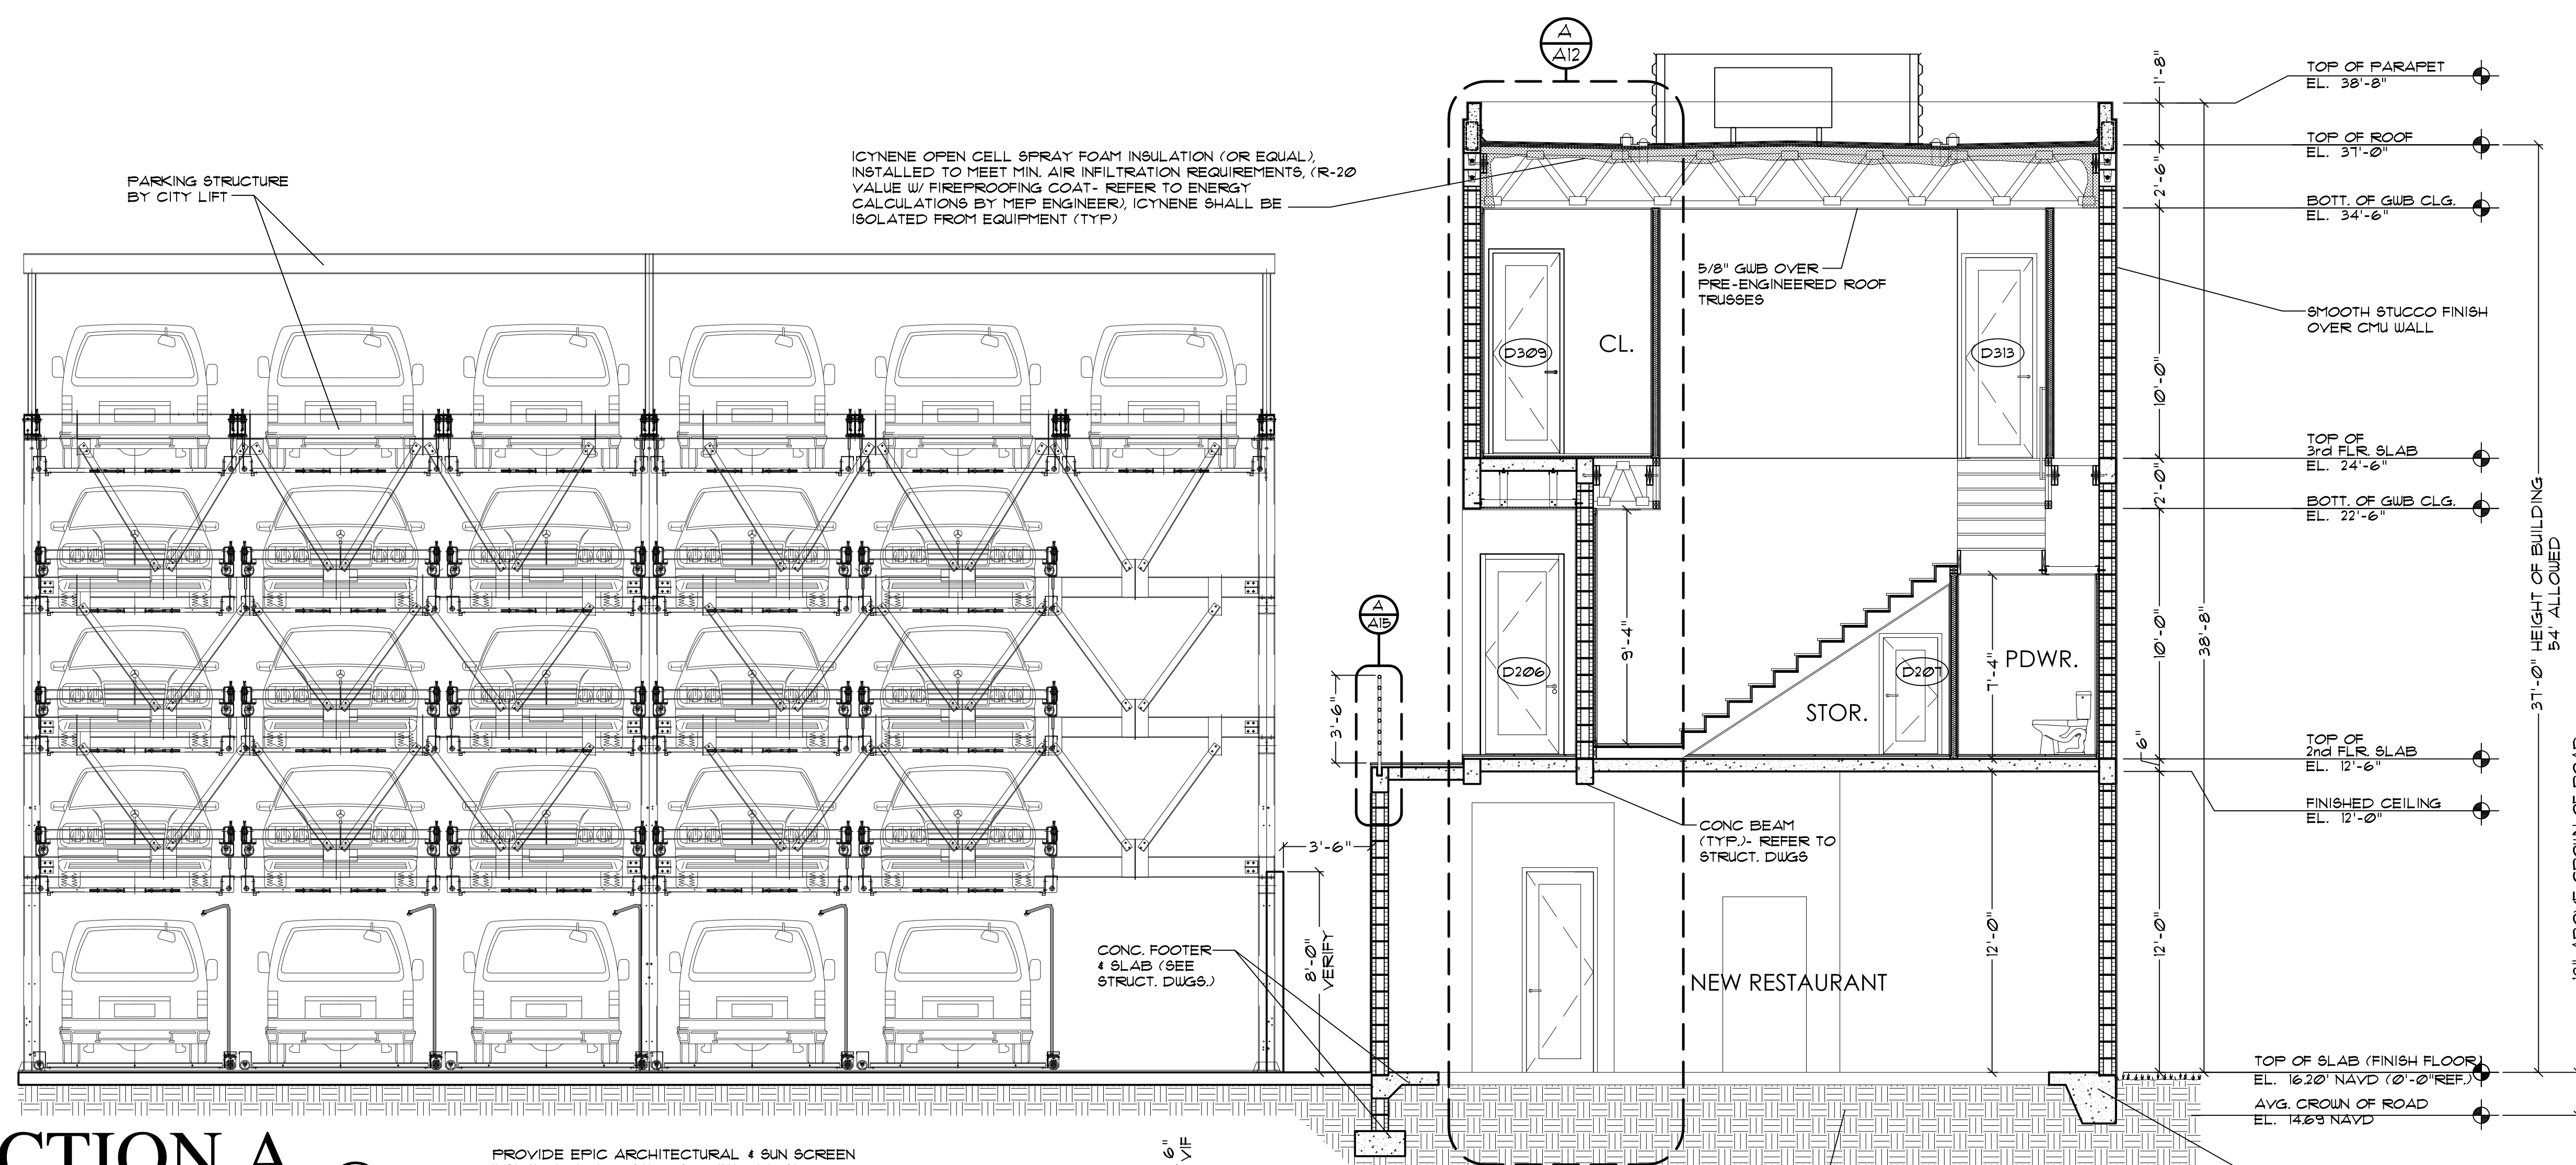 A
A12
TOP OF PARAPET
EL. 38'-8"
1'-8"
TOP OF ROOF
EL. 37'-0"
2'-6"
BOTT. OF GWB CLG.
EL. 34'-6"
ICYNENE OPEN CELL SPRAY FOAM INSULATION (OR EQUAL),
INSTALLED TO MEET MIN. AIR INFILTRATION REQUIREMENTS, (R-20
VALUE W/ FIREPROOFING COAT- REFER TO ENERGY
CALCULATIONS BY MEP ENGINEER), ICYNENE SHALL BE
ISOLATED FROM EQUIPMENT (TYP)
PARKING STRUCTURE
BY CITY LIFT
5/8" GWB OVER
PRE-ENGINEERED ROOF
TRUSSES
SMOOTH STUCCO FINISH
OVER CMU WALL
D309
CL.
D313
10'-0"
TOP OF
3rd FLR. SLAB
EL. 24'-6"
2'-0"
BOTT. OF GWB CLG.
EL. 22'-6"
37'-0" HEIGHT OF BUILDING
54' ALLOWED
A
A15
9'-4"
10'-0"
38'-8"
D206
D207
7'-4"
PDWR.
STOR.
3'-6"
6"
TOP OF
2nd FLR. SLAB
EL. 12'-6"
FINISHED CEILING
EL. 12'-0"
CONC BEAM
(TYP.)- REFER TO
STRUCT. DWGS
3'-6"
8'-0"
VERIFY
CONC. FOOTER
& SLAB (SEE
STRUCT. DWGS.)
12'-0"
12'-0"
NEW RESTAURANT
TOP OF SLAB (FINISH FLOOR)
EL. 16.20' NAVD (0'-0"REF.)
AVG. CROWN OF ROAD
EL. 14.69 NAVD
CTION A
PROVIDE EPIC ARCHITECTURAL & SUN SCREEN
6"
VIF